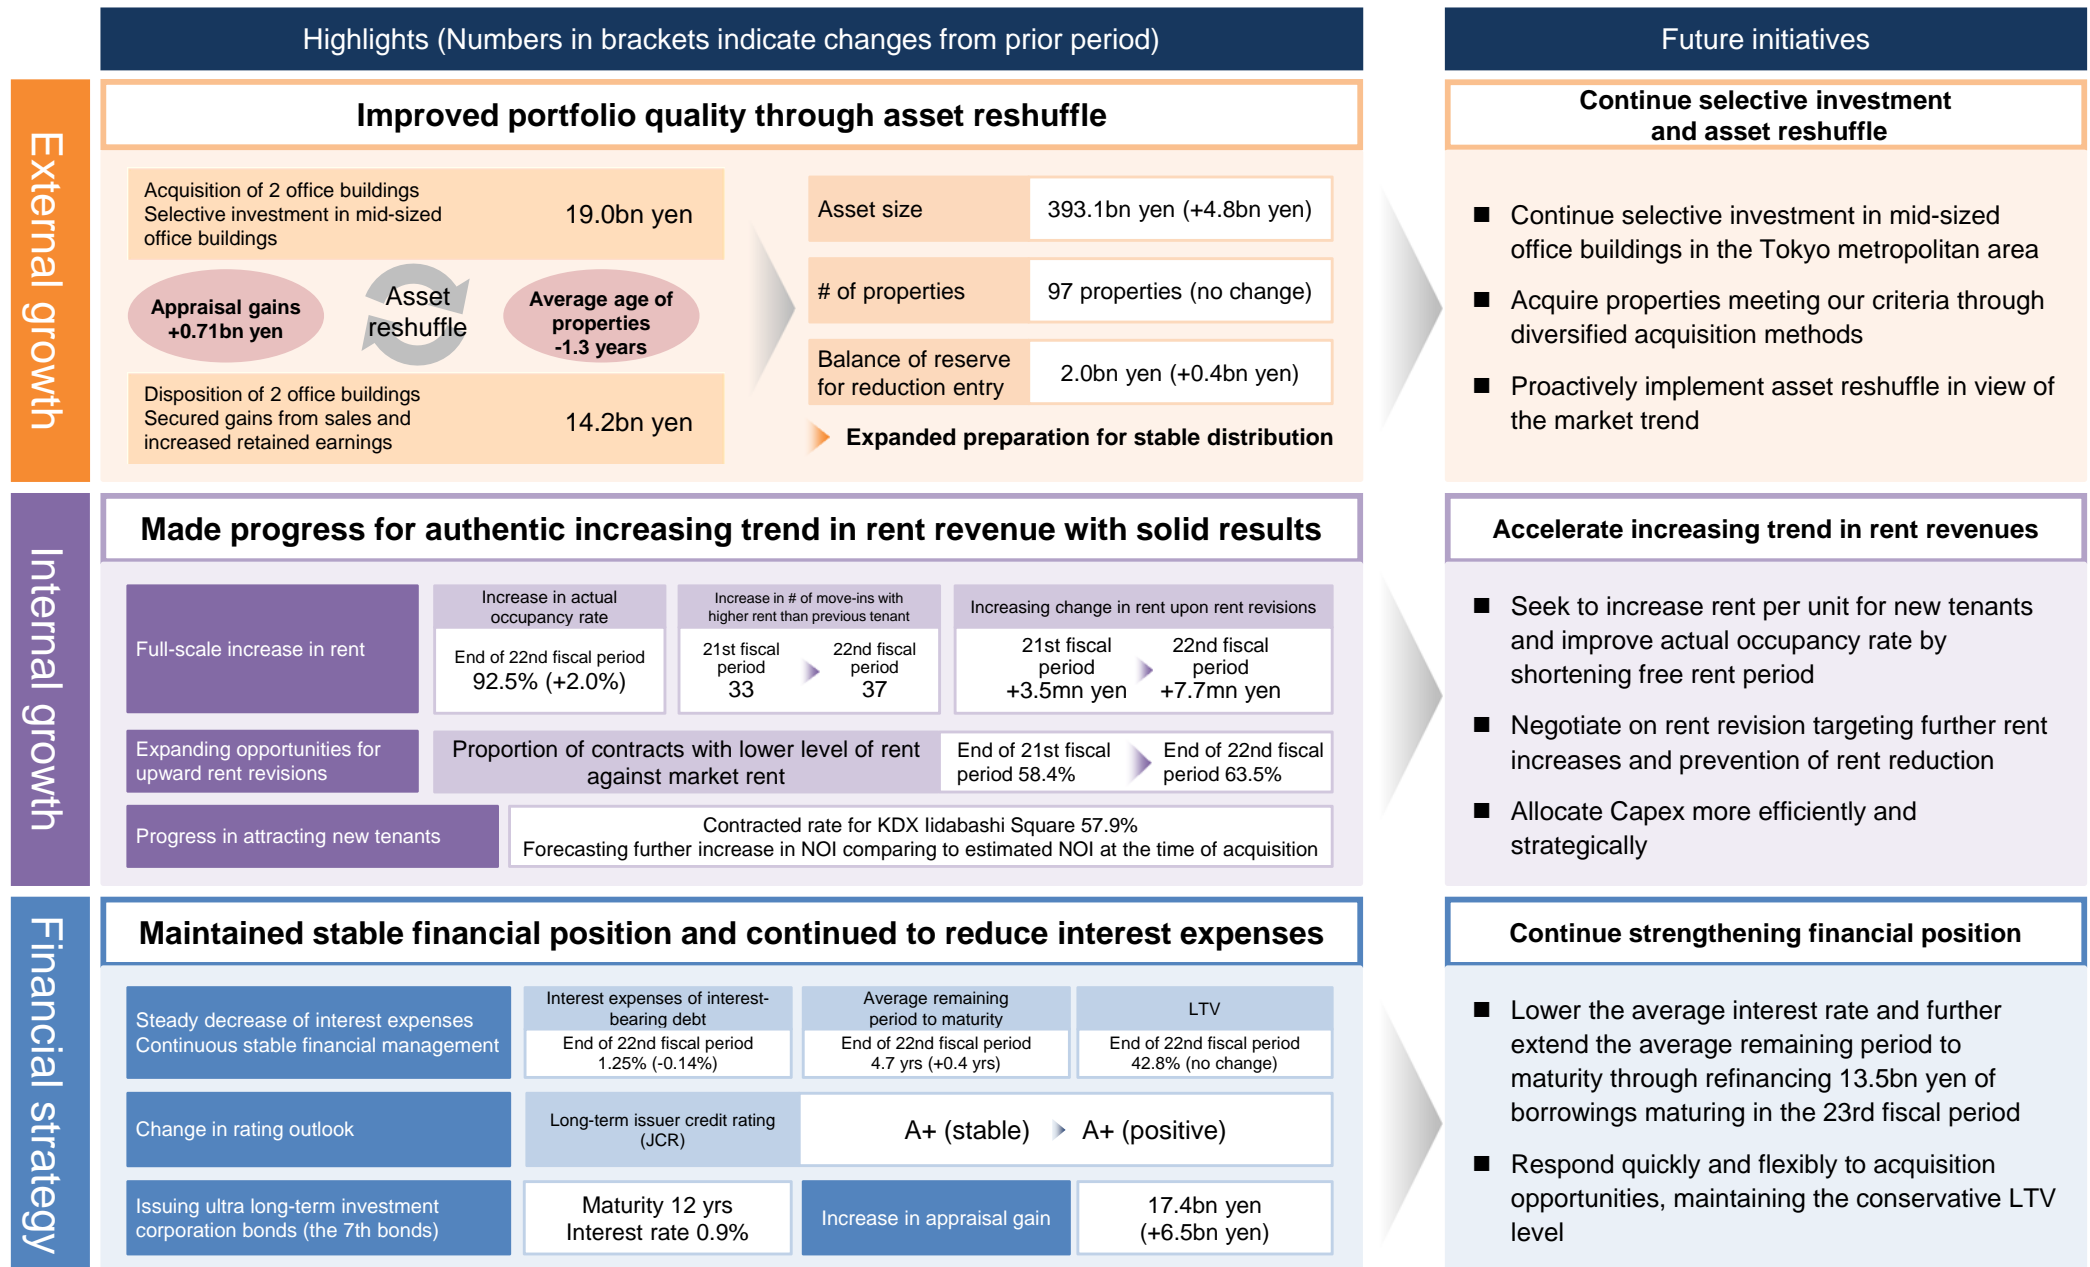 Highlights (Numbers in brackets indicate changes from prior period)
Future initiatives
External growth
Improved portfolio quality through asset reshuffle
Acquisition of 2 office buildings
Selective investment in mid-sized
office buildings
19.0bn yen
Appraisal gains
+0.71bn yen
Asset
reshuffle
Average age of
properties
-1.3 years
Disposition of 2 office buildings
Secured gains from sales and
increased retained earnings
14.2bn yen
Asset size
393.1bn yen (+4.8bn yen)
# of properties
97 properties (no change)
Balance of reserve
for reduction entry
2.0bn yen (+0.4bn yen)
Expanded preparation for stable distribution
Continue selective investment
and asset reshuffle
■ Continue selective investment in mid-sized
office buildings in the Tokyo metropolitan area
■ Acquire properties meeting our criteria through
diversified acquisition methods
■ Proactively implement asset reshuffle in view of
the market trend
Internal growth
Made progress for authentic increasing trend in rent revenue with solid results
Full-scale increase in rent
Increase in actual
occupancy rate
End of 22nd fiscal period
92.5% (+2.0%)
Increase in # of move-ins with
higher rent than previous tenant
21st fiscal
period
33
22nd fiscal
period
37
Increasing change in rent upon rent revisions
21st fiscal
period
+3.5mn yen
22nd fiscal
period
+7.7mn yen
Expanding opportunities for
upward rent revisions
Proportion of contracts with lower level of rent
against market rent
End of 21st fiscal
period 58.4%
End of 22nd fiscal
period 63.5%
Progress in attracting new tenants
Contracted rate for KDX Iidabashi Square 57.9%
Forecasting further increase in NOI comparing to estimated NOI at the time of acquisition
Accelerate increasing trend in rent revenues
■ Seek to increase rent per unit for new tenants
and improve actual occupancy rate by
shortening free rent period
■ Negotiate on rent revision targeting further rent
increases and prevention of rent reduction
■ Allocate Capex more efficiently and
strategically
Financial strategy
Maintained stable financial position and continued to reduce interest expenses
Steady decrease of interest expenses
Continuous stable financial management
Interest expenses of interest-
bearing debt
End of 22nd fiscal period
1.25% (-0.14%)
Average remaining
period to maturity
End of 22nd fiscal period
4.7 yrs (+0.4 yrs)
LTV
End of 22nd fiscal period
42.8% (no change)
Change in rating outlook
Long-term issuer credit rating
(JCR)
A+ (stable)
A+ (positive)
Issuing ultra long-term investment
corporation bonds (the 7th bonds)
Maturity 12 yrs
Interest rate 0.9%
Increase in appraisal gain
17.4bn yen
(+6.5bn yen)
Continue strengthening financial position
■ Lower the average interest rate and further
extend the average remaining period to
maturity through refinancing 13.5bn yen of
borrowings maturing in the 23rd fiscal period
■ Respond quickly and flexibly to acquisition
opportunities, maintaining the conservative LTV
level